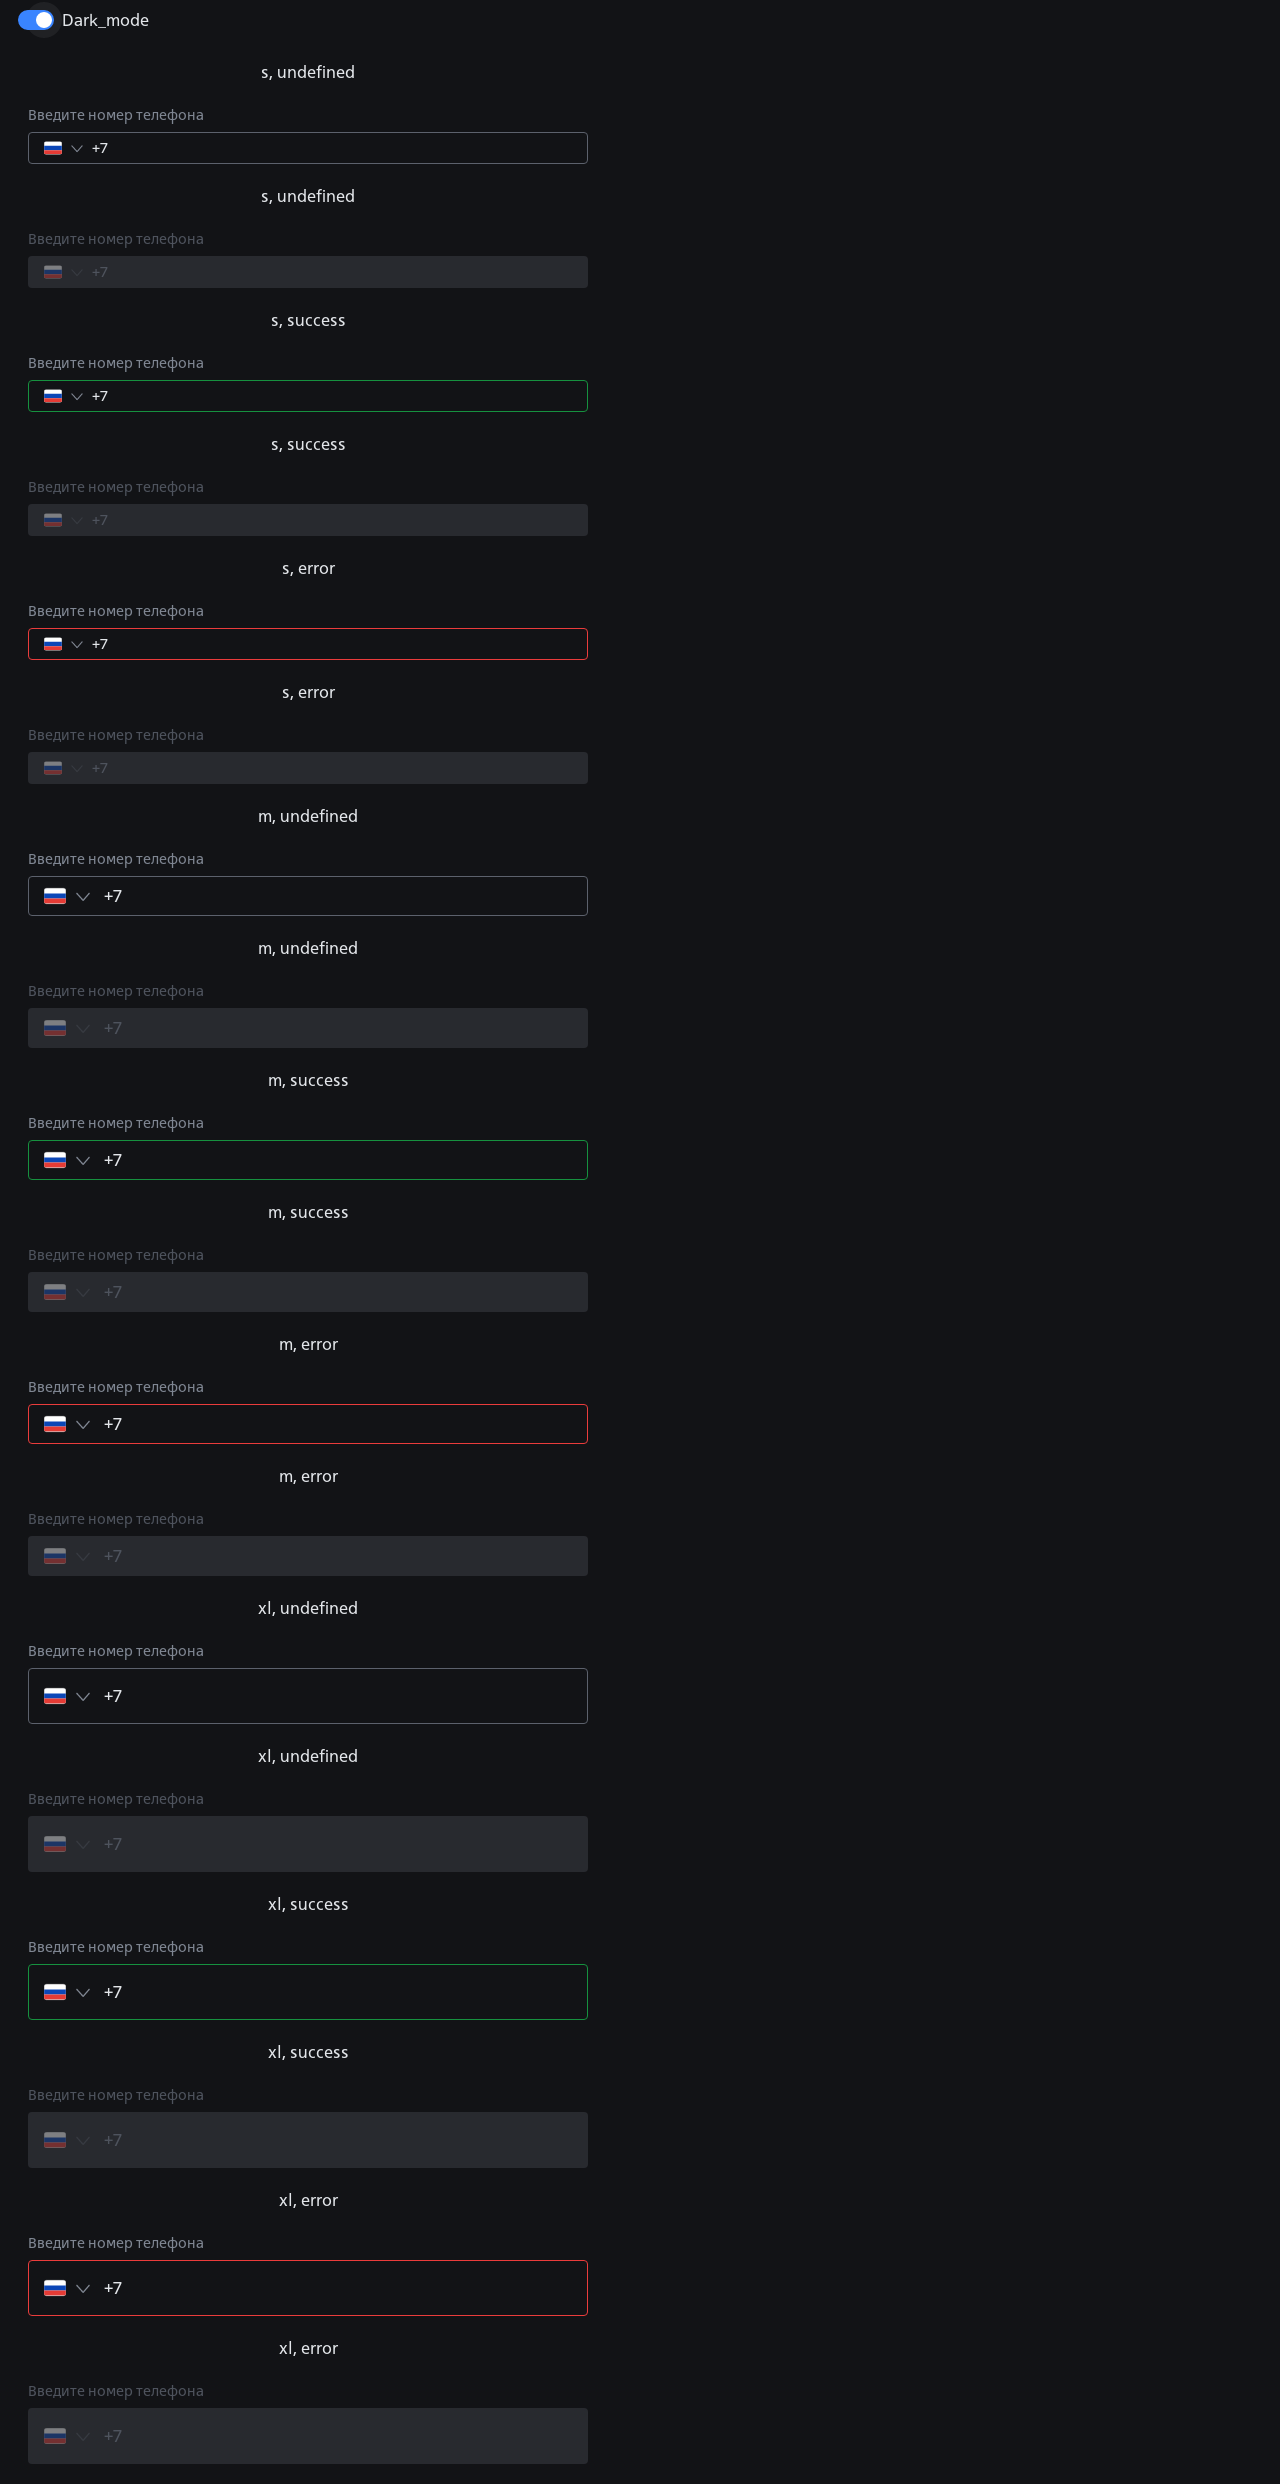 Dark_mode
s, undefined
Введите номер телефона
+7
s, undefined
Введите номер телефона
+7
s, success
Введите номер телефона
+7
s, success
Введите номер телефона
+7
s, error
Введите номер телефона
+7
s, error
Введите номер телефона
+7
m, undefined
Введите номер телефона
+7
m, undefined
Введите номер телефона
+7
m, success
Введите номер телефона
+7
m, success
Введите номер телефона
+7
m, error
Введите номер телефона
+7
m, error
Введите номер телефона
+7
xl, undefined
Введите номер телефона
+7
xl, undefined
Введите номер телефона
+7
xl, success
Введите номер телефона
+7
xl, success
Введите номер телефона
+7
xl, error
Введите номер телефона
+7
xl, error
Введите номер телефона
+7